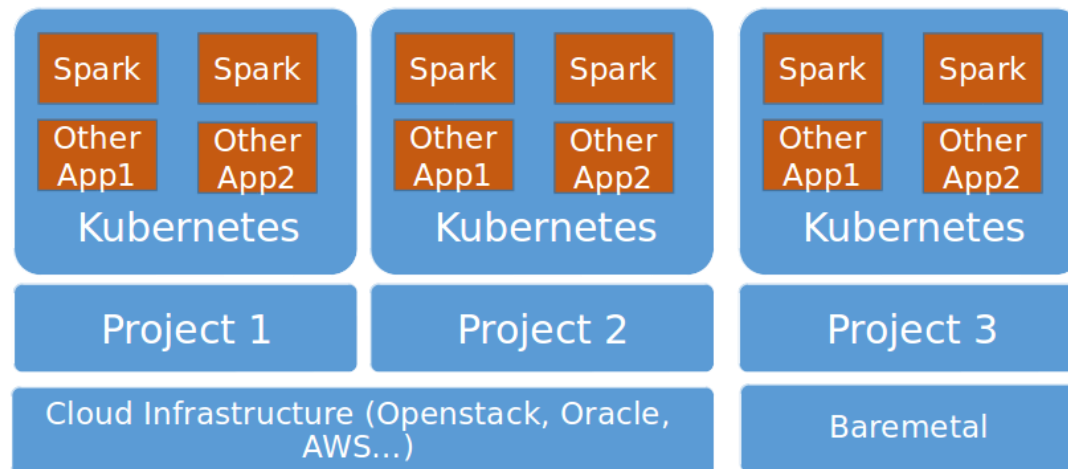 Spark
Spark
Other
App1
Other
App2
Kubernetes
Spark
Spark
Other
App1
Other
App2
Kubernetes
Spark
Spark
Other
App1
Other
App2
Kubernetes
Project 1
Project 2
Project 3
Cloud Infrastructure (Openstack, Oracle,
AWS...)
Baremetal